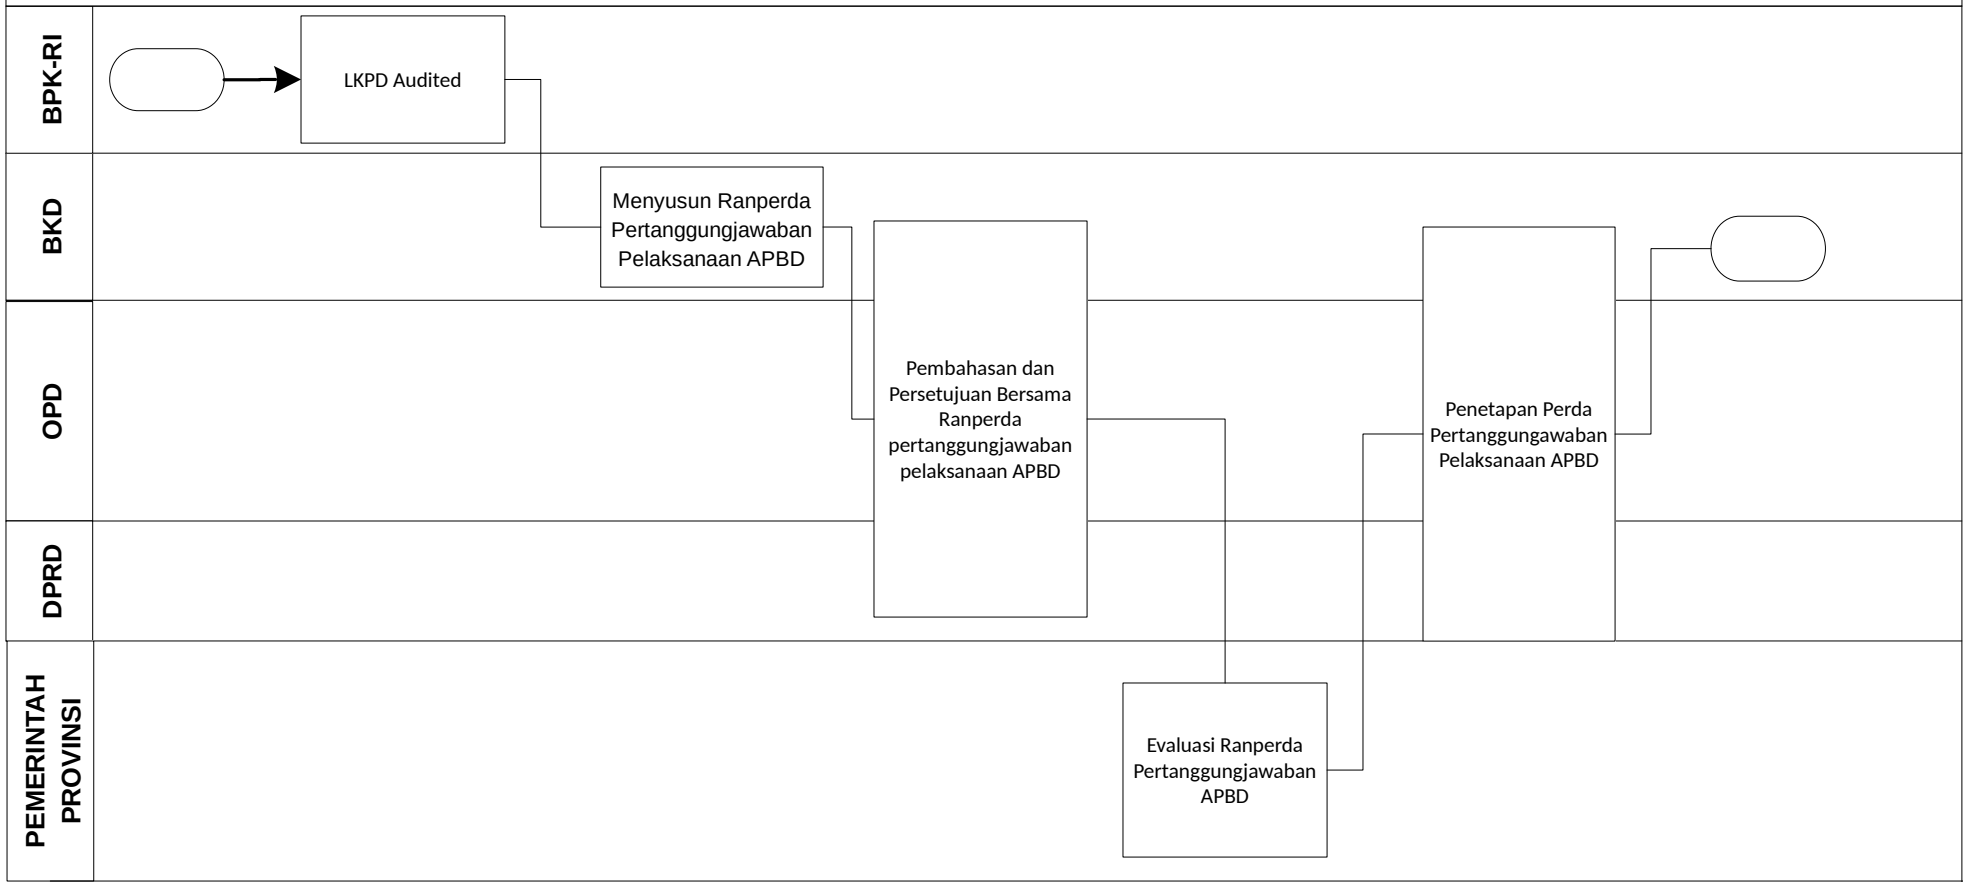 BPK-RI
LKPD Audited
BKD
Menyusun Ranperda
Pertanggungjawaban
Pelaksanaan APBD
OPD
Pembahasan dan
Persetujuan Bersama
Ranperda
pertanggungjawaban
pelaksanaan APBD
Penetapan Perda
Pertanggungawaban
Pelaksanaan APBD
DPRD
PEMERINTAH
PROVINSI
Evaluasi Ranperda
Pertanggungjawaban
APBD